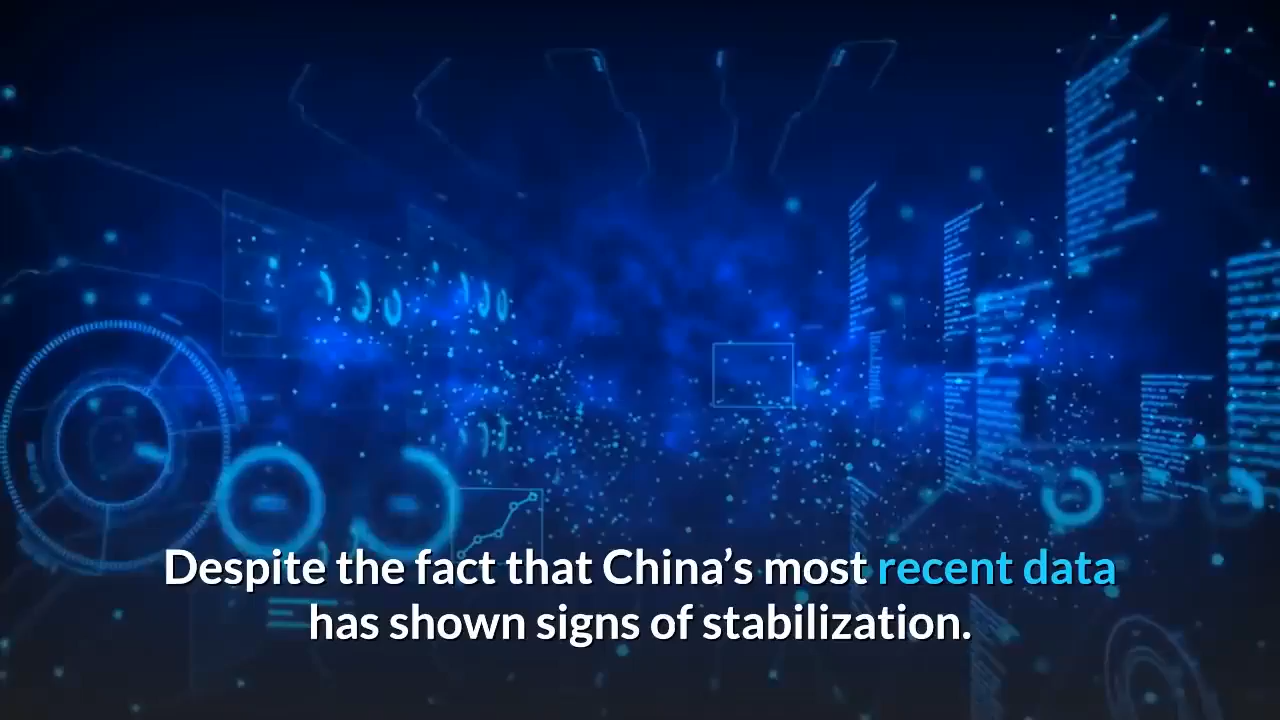 Despite the fact that China’s most recent data
has shown signs of stabilization.